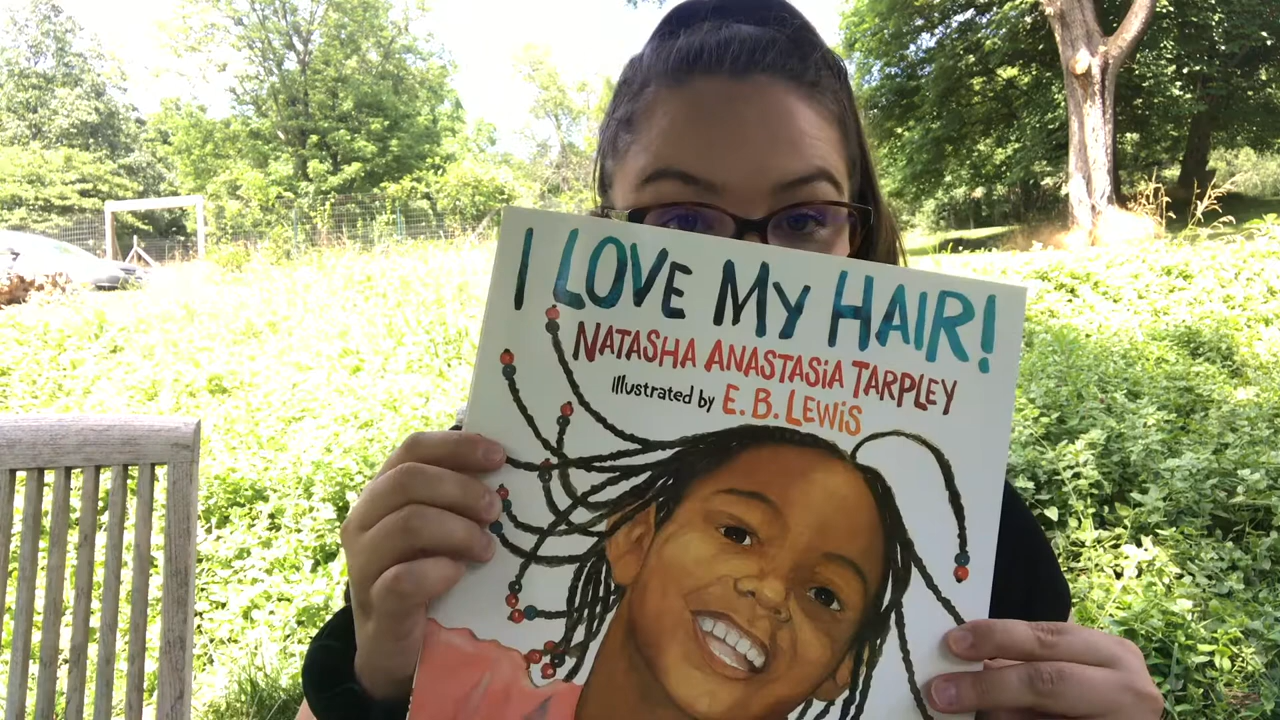 I LOVE MY HAIR!
NATASHA ANASTASIA TARPLEY
Illustrated by E. B. LEWIS